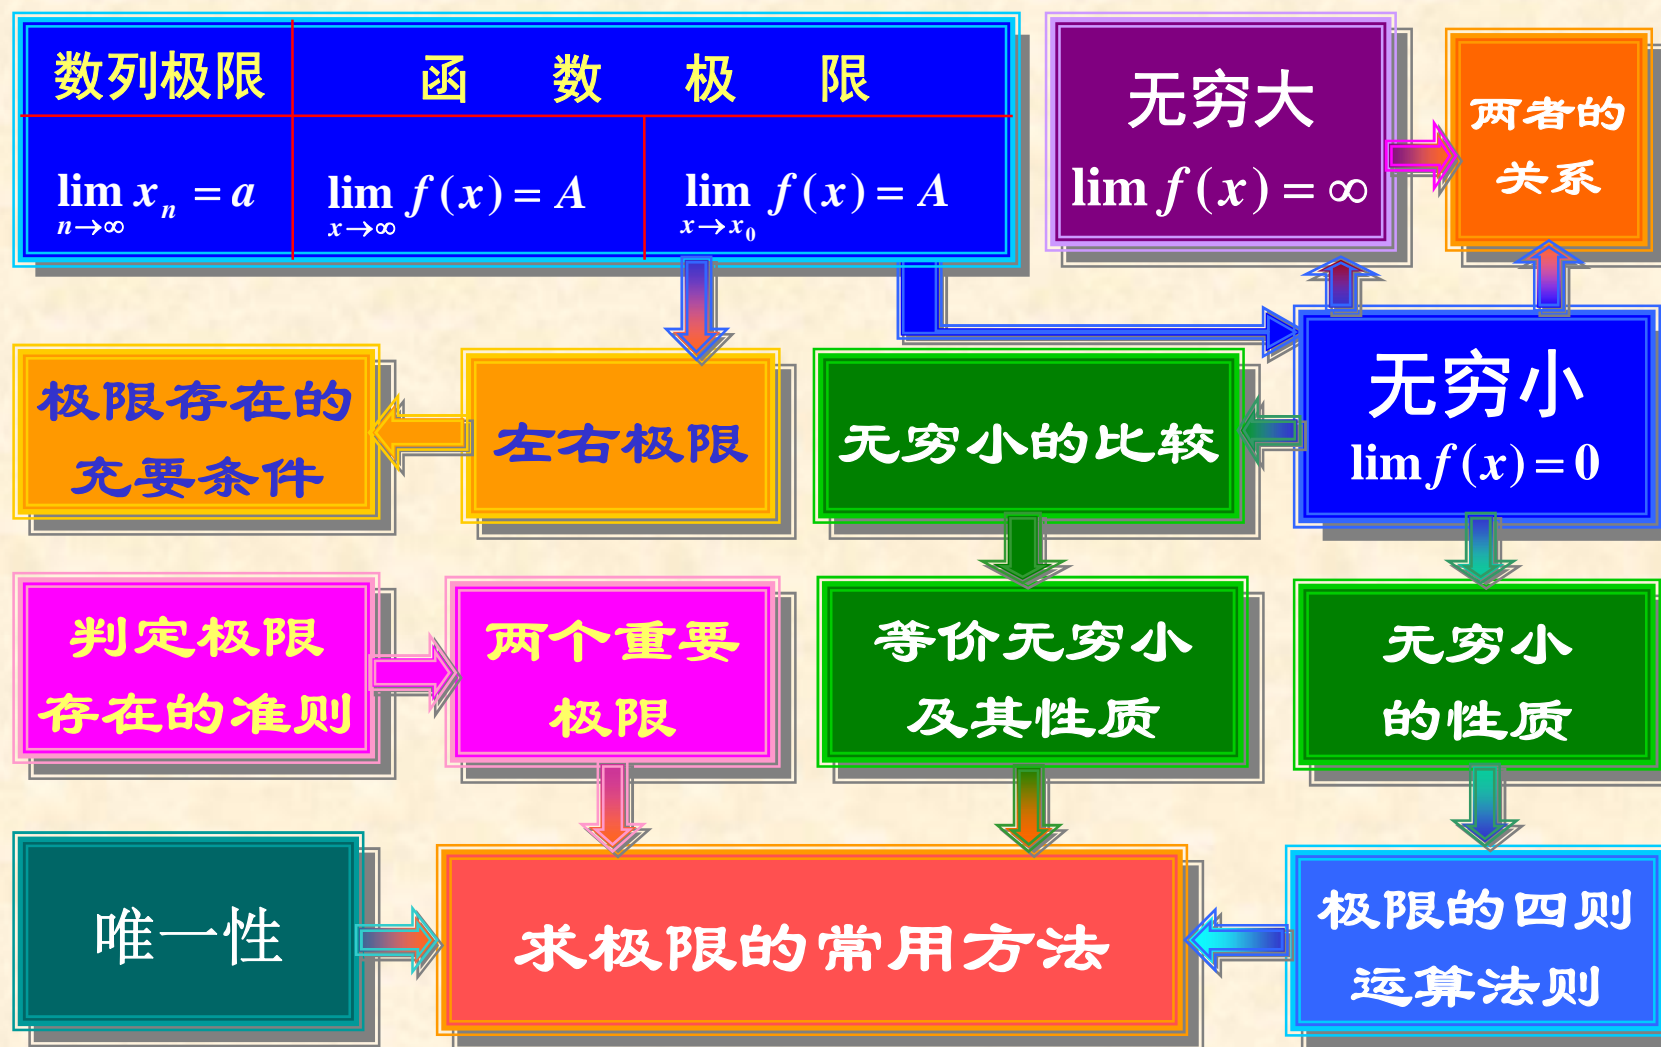 数列极限
函 数 极 限
lim x_n = a
n→∞
lim f(x) = A
x→∞
lim f(x) = A
x→x_0
无穷大
lim f(x) = ∞
两者的
关系
极限存在的
充要条件
左右极限
无穷小的比较
无穷小
lim f(x) = 0
判定极限
存在的准则
两个重要
极限
等价无穷小
及其性质
无穷小
的性质
唯一性
求极限的常用方法
极限的四则
运算法则